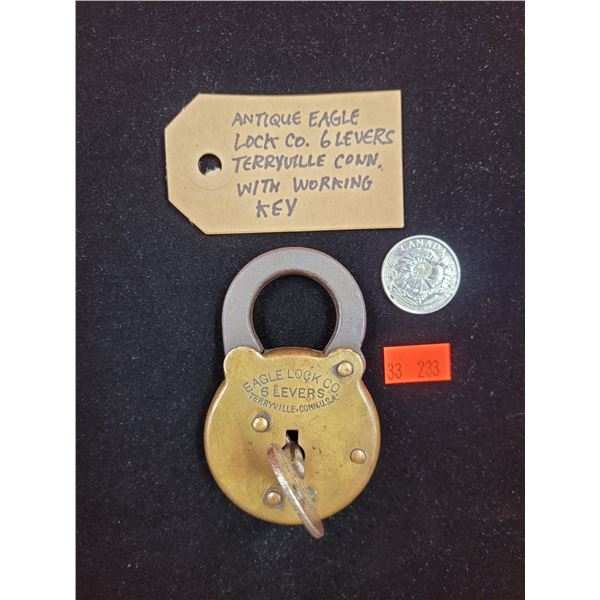 ANTIQUE EAGLE
LOCK CO. 6 LEVERS
TERRYVILLE CONN.
WITH WORKING
KEY
CANADA
33 233
EAGLE LOCK CO
6 LEVERS
TERRYVILLE, CONN. U.S.A.